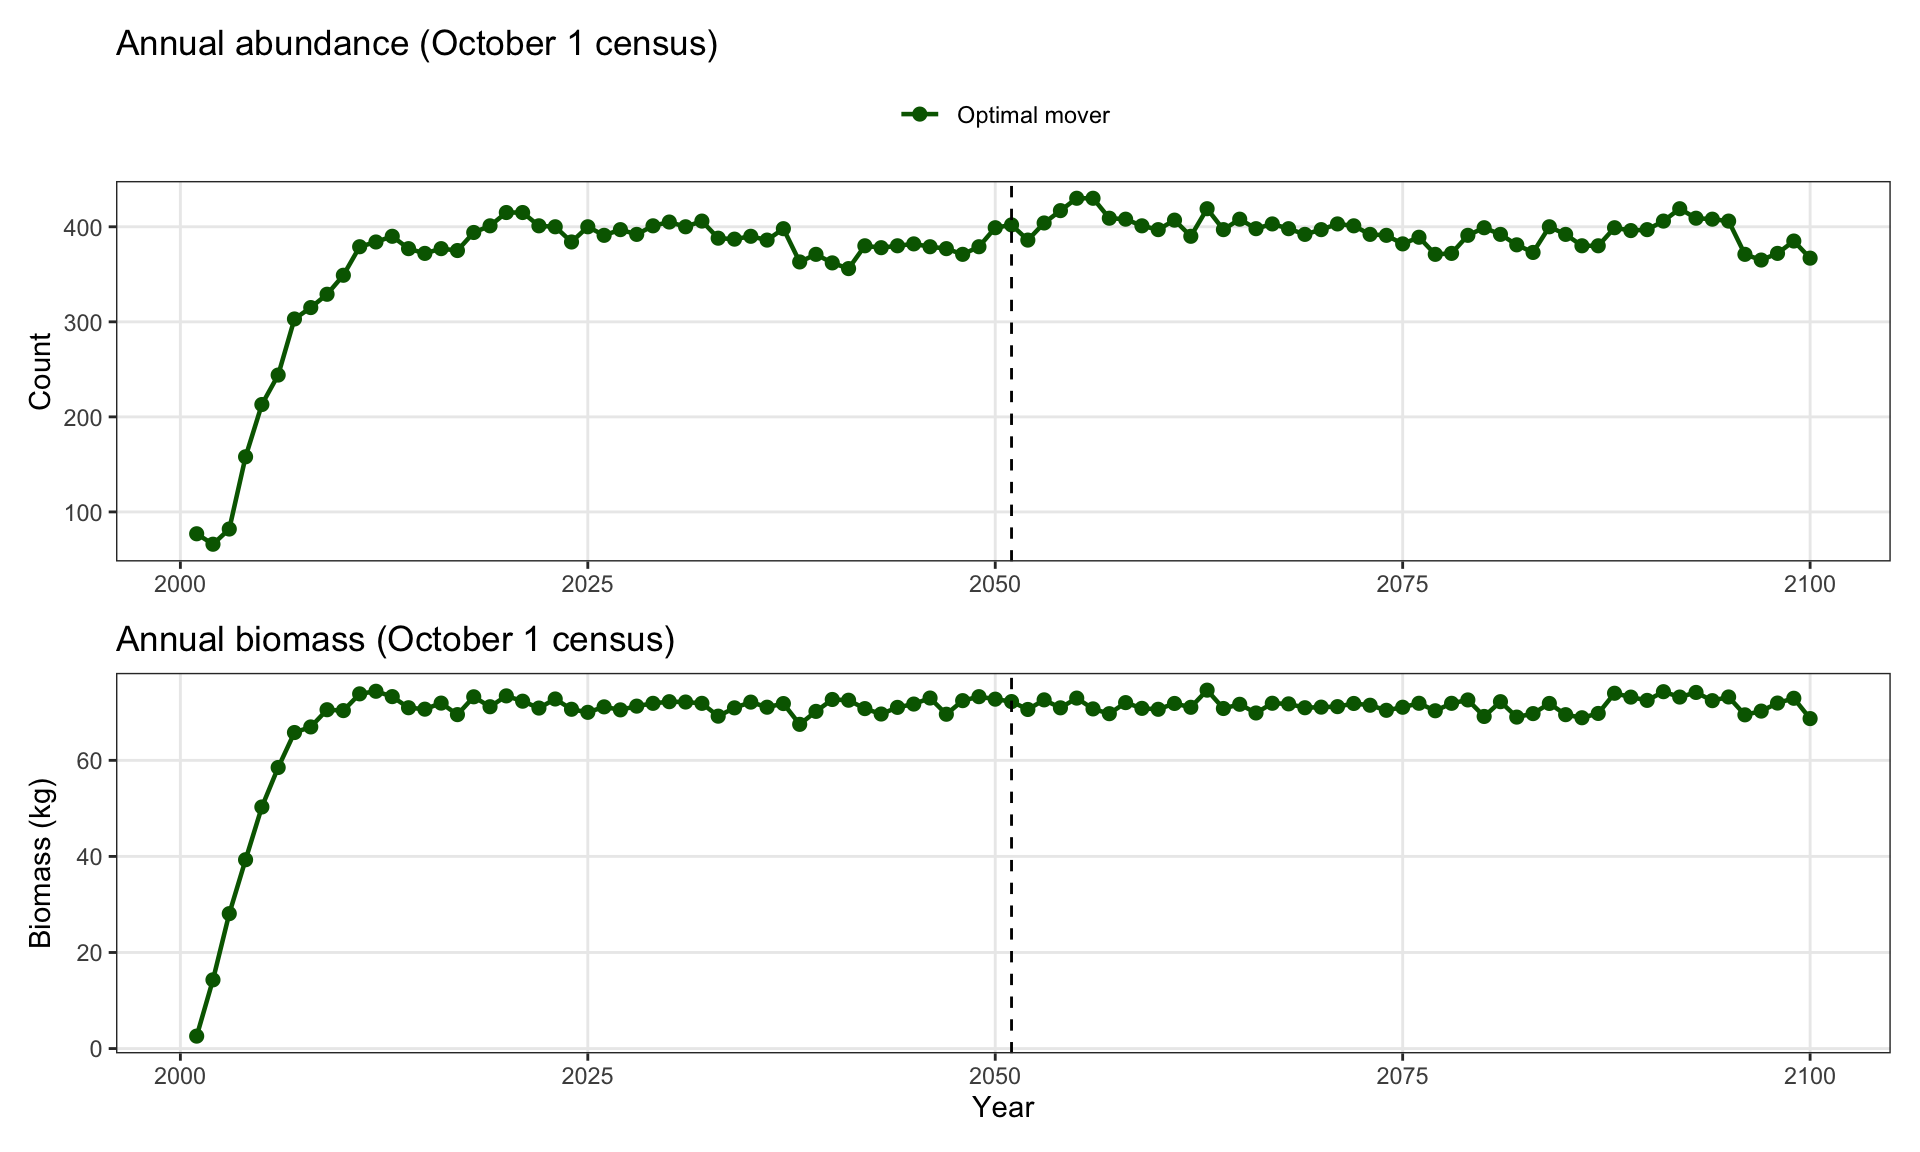 Annual abundance (October 1 census)
Optimal mover
Count
400
300
200
100
2000 2025 2050 2075 2100
Annual biomass (October 1 census)
Biomass (kg)
60
40
20
0
2000 2025 2050 2075 2100
Year